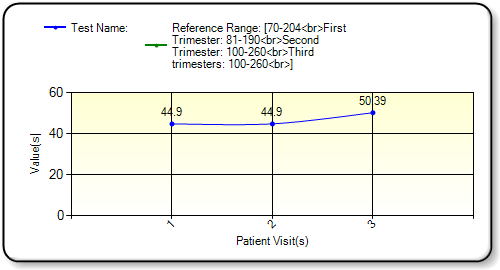 Test Name:
Reference Range: [70-204<br>First
Trimester: 81-190<br>Second
Trimester: 100-260<br>Third
trimesters: 100-260<br>]
60
40
20
0
Value(s)
44.9
44.9
50.39
1
2
3
Patient Visit(s)